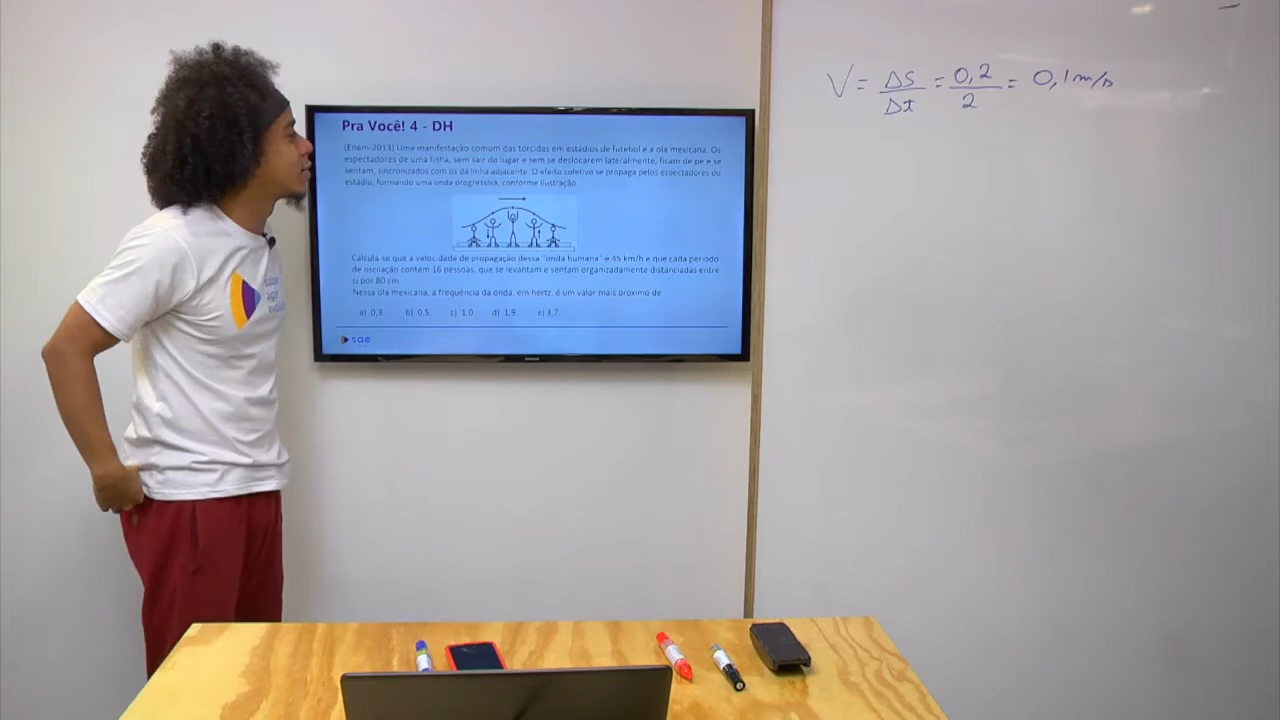 Pra Você! 4 - DH
(Enem-2013) Uma manifestação comum das torcidas em estádios de futebol é a ola mexicana. Os
espectadores de uma linha, sem sair do lugar e sem se deslocarem lateralmente, ficam de pé e se
sentam, sincronizados com os da linha adjacente. O efeito coletivo se propaga pelos espectadores do
estádio, formando uma onda progressiva, conforme ilustração.
Calcula-se que a velocidade de propagação dessa "onda humana" é 45 km/h e que cada período
de oscilação contém 16 pessoas, que se levantam e sentam organizadamente distanciadas entre
si por 80 cm.
Nessa ola mexicana, a frequência da onda, em hertz, é um valor mais próximo de
a) 0,3. b) 0,5. c) 1,0. d) 1,9. e) 3,7.
sae
V = ΔS/Δt = 0,2/2 = 0,1 m/s